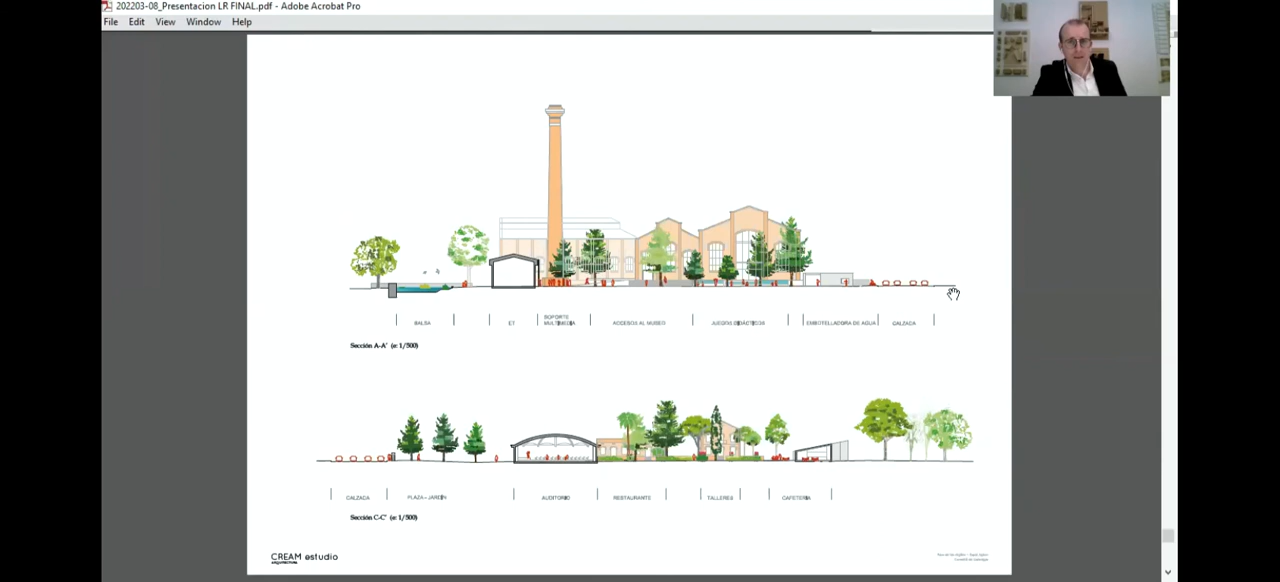 202203-08_Presentacion LR FINAL.pdf - Adobe Acrobat Pro
File Edit View Window Help
BALSA ET SOPORTE MULTIMEDIA ACCESOS AL MUSEO JUEGOS DIDÁCTICOS EMBOTELLADORA DE AGUA CALZADA
Sección A-A' (e: 1/500)
CALZADA PLAZA - JARDÍN AUDITORIO RESTAURANTE TALLERES CAFETERÍA
Sección C-C' (e: 1/500)
CREAM estudio
arquitectura